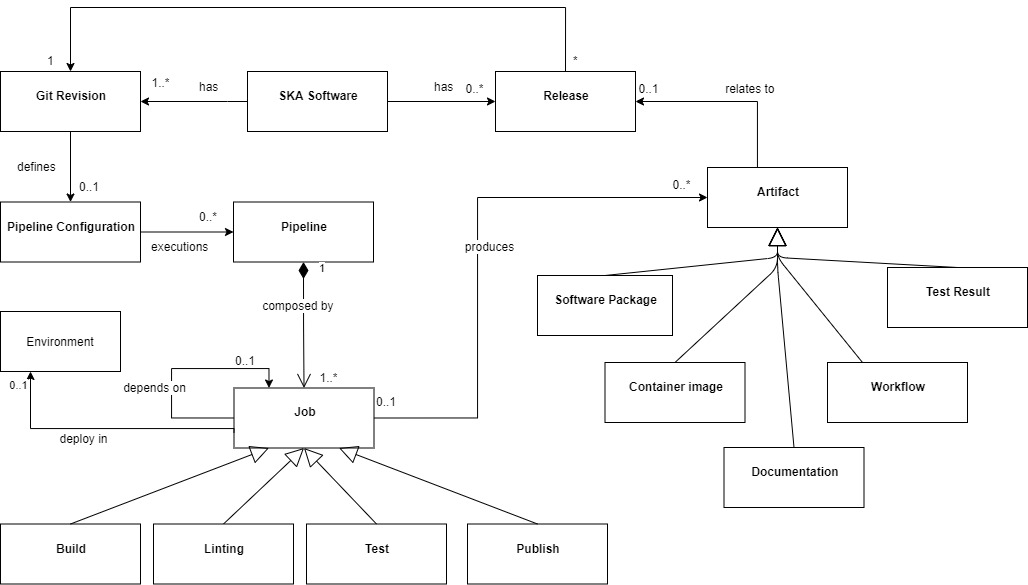 1
*
1..*
has
has
0..*
0..1
relates to
Git Revision
SKA Software
Release
defines
0..1
0..*
Artifact
0..*
Pipeline Configuration
Pipeline
executions
produces
1
Software Package
Test Result
composed by
Environment
0..1
0..1
depends on
1..*
Container image
Workflow
0..1
Job
deploy in
Documentation
Build
Linting
Test
Publish